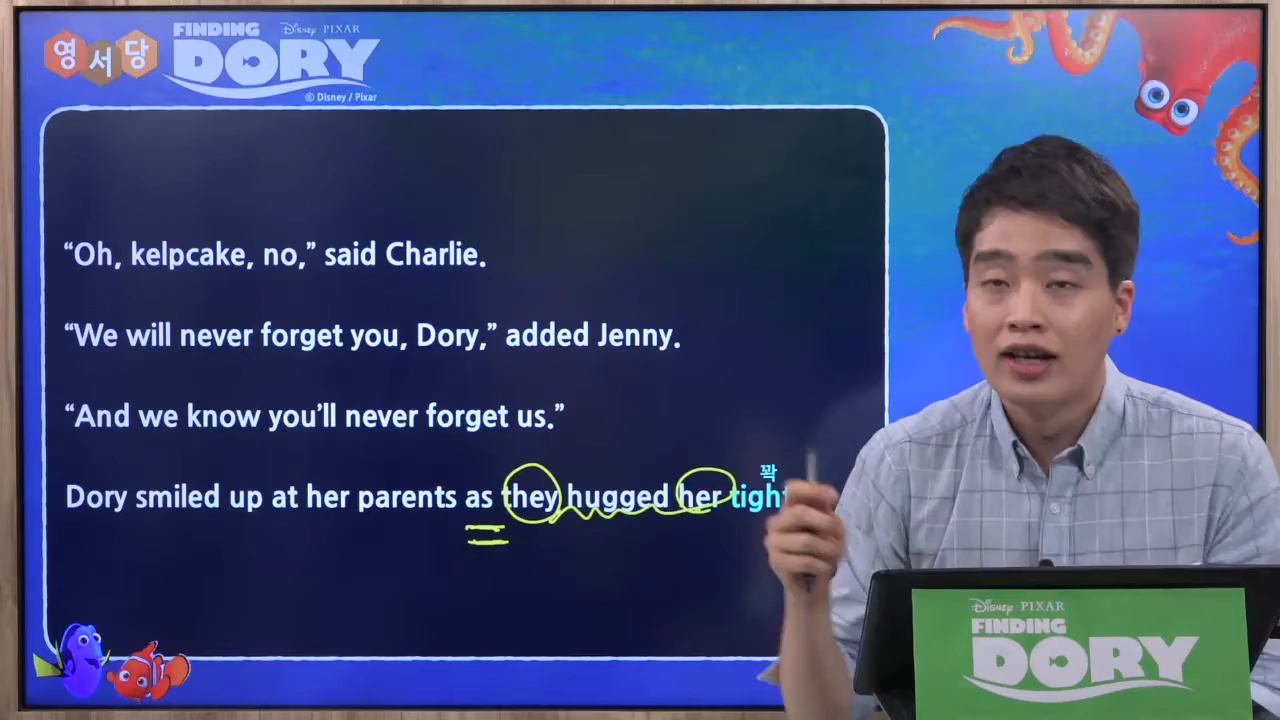 영서당
FINDING
Disney PIXAR
DORY
© Disney / Pixar
“Oh, kelpcake, no,” said Charlie.
“We will never forget you, Dory,” added Jenny.
“And we know you’ll never forget us.”
꽉
Dory smiled up at her parents as they hugged her
Disney PIXAR
FINDING
DORY